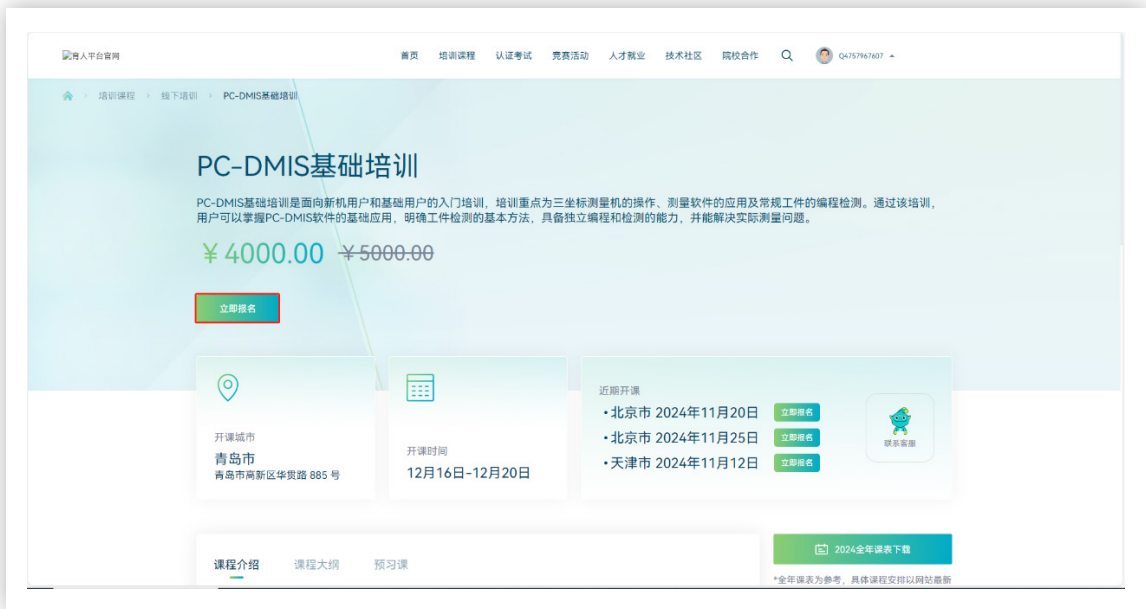 育人平台官网
首页 培训课程 认证考试 竞赛活动 人才就业 技术社区 院校合作 Q4757967607
培训课程 > 线下培训 > PC-DMIS基础培训
PC-DMIS基础培训
PC-DMIS基础培训是面向新机用户和基础用户的入门培训，培训重点为三坐标测量机的操作、测量软件的应用及常规工件的编程检测。通过该培训，
用户可以掌握PC-DMIS软件的基础应用，明确工件检测的基本方法，具备独立编程和检测的能力，并能解决实际测量问题。
￥4000.00 ￥5000.00
立即报名
开课城市
青岛市
青岛市高新区华贯路 885 号
开课时间
12月16日-12月20日
近期开课
•北京市 2024年11月20日 立即报名
•北京市 2024年11月25日 立即报名
•天津市 2024年11月12日 立即报名
联系客服
课程介绍 课程大纲 预习课
2024全年课表下载
*全年课表为参考，具体课程安排以网站最新